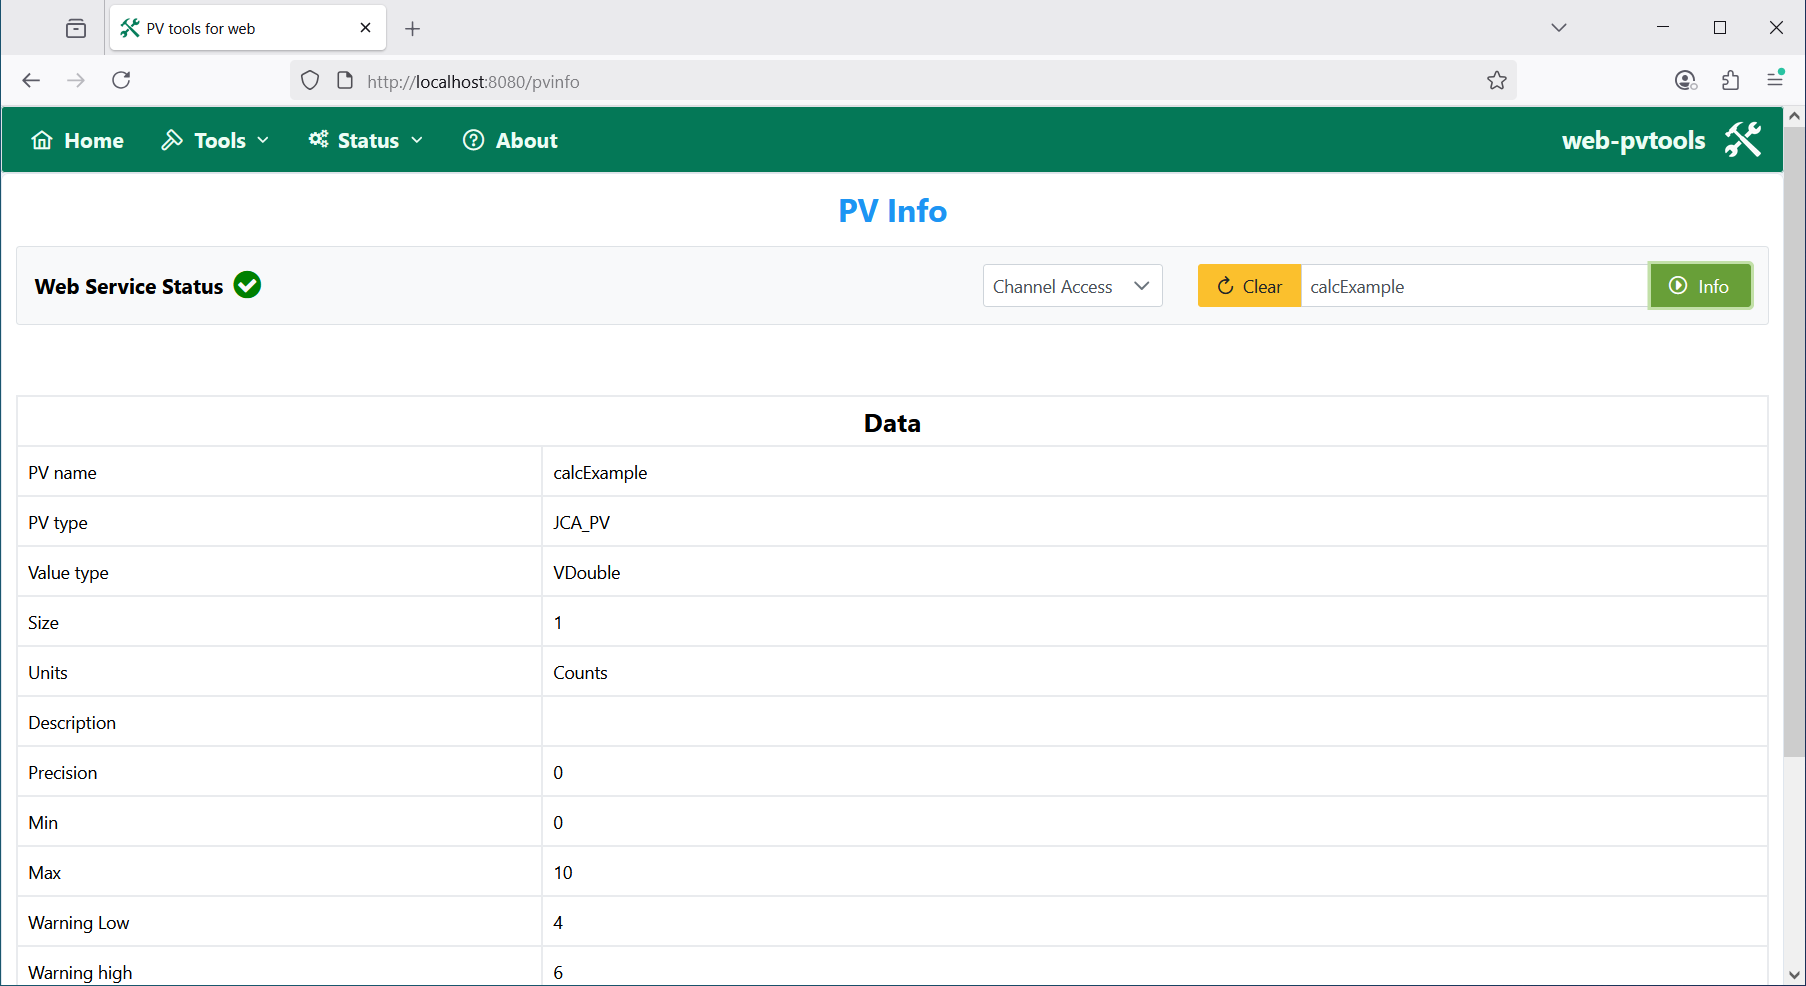 PV tools for web
http://localhost:8080/pvinfo
Home Tools Status About web-pvtools
PV Info
Web Service Status Channel Access Clear calcExample Info
Data
PV name calcExample
PV type JCA_PV
Value type VDouble
Size 1
Units Counts
Description
Precision 0
Min 0
Max 10
Warning Low 4
Warning high 6